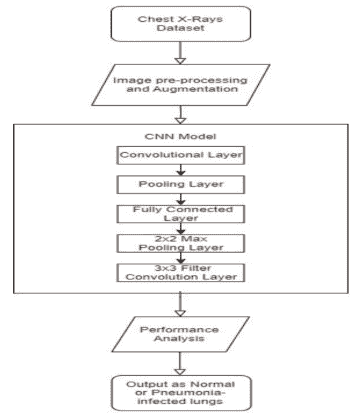 Chest X-Rays
Dataset
Image pre-processing
and Augmentation
CNN Model
Convolutional Layer
Pooling Layer
Fully Connected
Layer
2x2 Max
Pooling Layer
3x3 Filter
Convolution Layer
Performance
Analysis
Output as Normal
or Pneumonia-
infected lungs